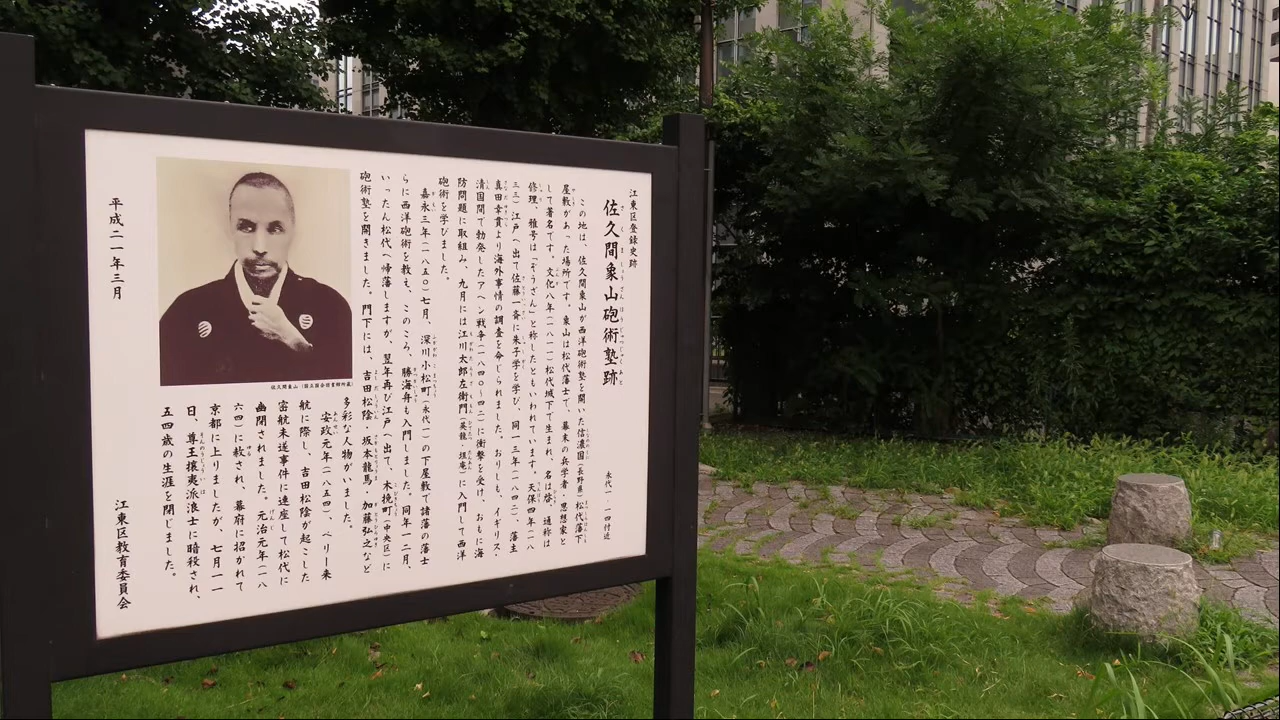 江東区登録史跡
佐久間象山砲術塾跡
永代一‐一四付近
この地は、佐久間象山が西洋砲術塾を開いた信濃国(長野県)松代藩下
屋敷があった場所です。象山は松代藩士で、幕末の兵学者・思想家と
して著名です。文化八年(一八一一)松代城下で生まれ、名は啓、通称は
修理、雅号は「ぞうざん」と称したともいわれています。天保四年(一八
三三)江戸へ出て佐藤一斎に朱子学を学び、同一三年(一八四二)、藩主
真田幸貫より海外事情の調査を命じられました。おりしも、イギリス・
清国間で勃発したアヘン戦争(一八四〇〜四二)に衝撃を受け、おもに海
防問題に取組み、九月には江川太郎左衛門(英龍・坦庵)に入門して西洋
砲術を学びました。
嘉永三年(一八五〇)七月、深川小松町(永代一)の下屋敷で諸藩の藩士
らに西洋砲術を教え、このころ、勝海舟も入門しました。同年一二月、
いったん松代へ帰藩しますが、翌年再び江戸へ出て、木挽町(中央区)に
砲術塾を開きました。門下には、吉田松陰・坂本龍馬・加藤弘之など
多彩な人物がいました。
安政元年(一八五四)、ペリー来
航に際し、吉田松陰が起こした
密航未遂事件に連座して松代に
幽閉されました。元治元年(一八
六四)に赦され、幕府に招かれて
京都に上りましたが、七月一一
日、尊王攘夷派浪士に暗殺され、
五四歳の生涯を閉じました。
佐久間象山(国立国会図書館所蔵)
平成二一年三月
江東区教育委員会